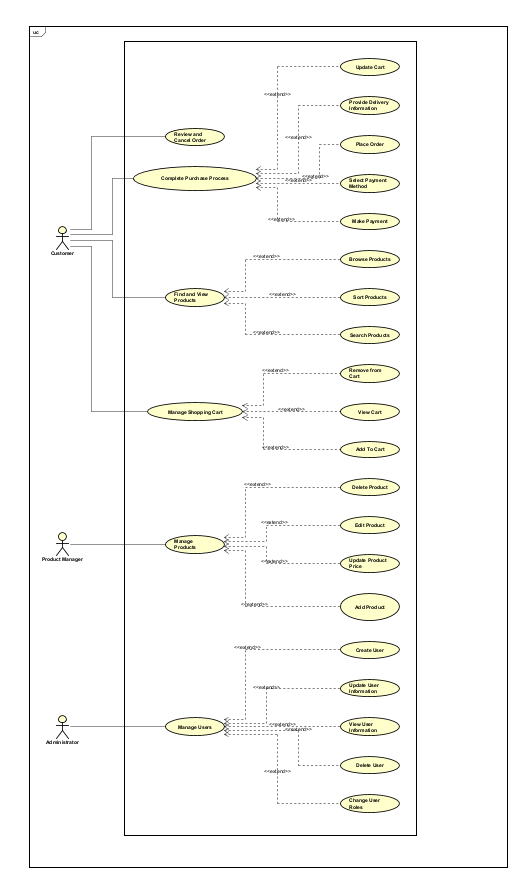 uc
Update Cart
<<extend>>
Provide Delivery
Information
Review and
Cancel Order
<<extend>>
Place Order
Complete Purchase Process
<<extend>>
<<extend>>
Select Payment
Method
<<extend>>
Make Payment
Customer
<<extend>>
Browse Products
Find and View
Products
<<extend>>
Sort Products
<<extend>>
Search Products
<<extend>>
Remove from
Cart
Manage Shopping Cart
<<extend>>
View Cart
<<extend>>
Add To Cart
<<extend>>
Delete Product
<<extend>>
Edit Product
Product Manager
Manage
Products
<<extend>>
Update Product
Price
<<extend>>
Add Product
<<extend>>
Create User
<<extend>>
Update User
Information
Administrator
Manage Users
<<extend>>
<<extend>>
View User
Information
Delete User
<<extend>>
Change User
Roles